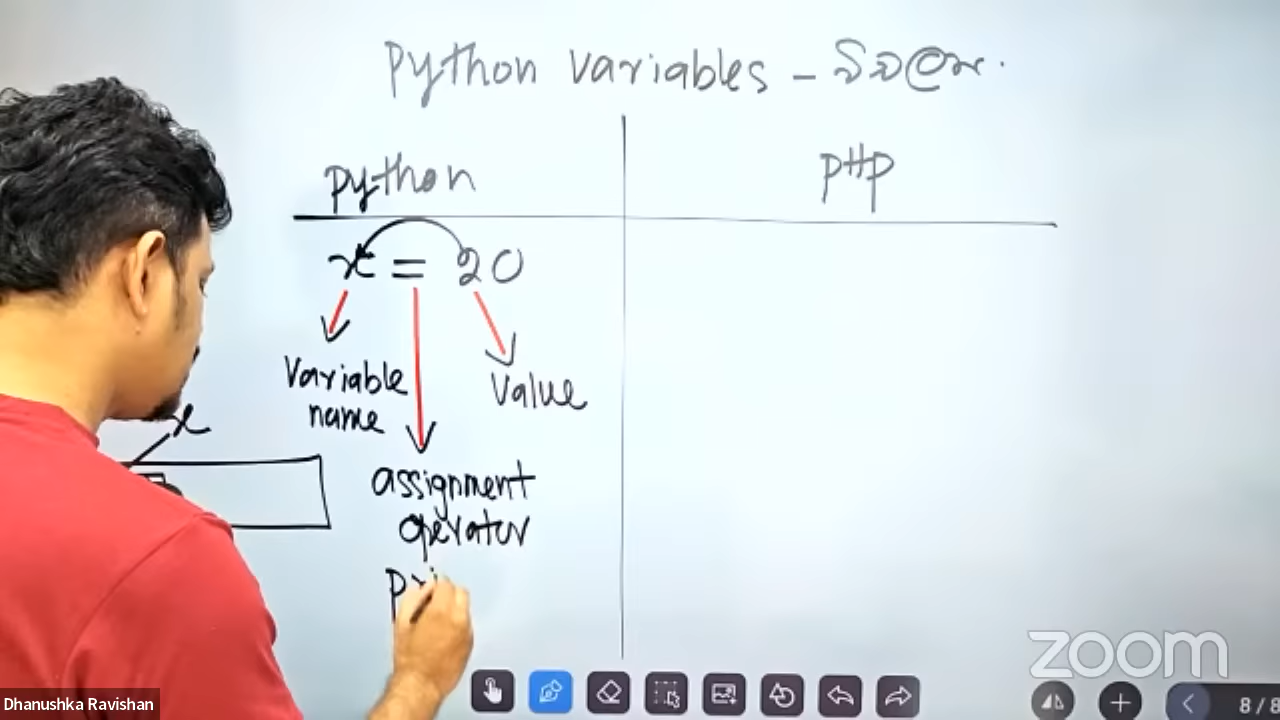 Python Variables - විචල්‍ය.
python
PHP
x = 20
Variable
name
Value
x
assignment
operator
zoom
Dhanushka Ravishan
8/8